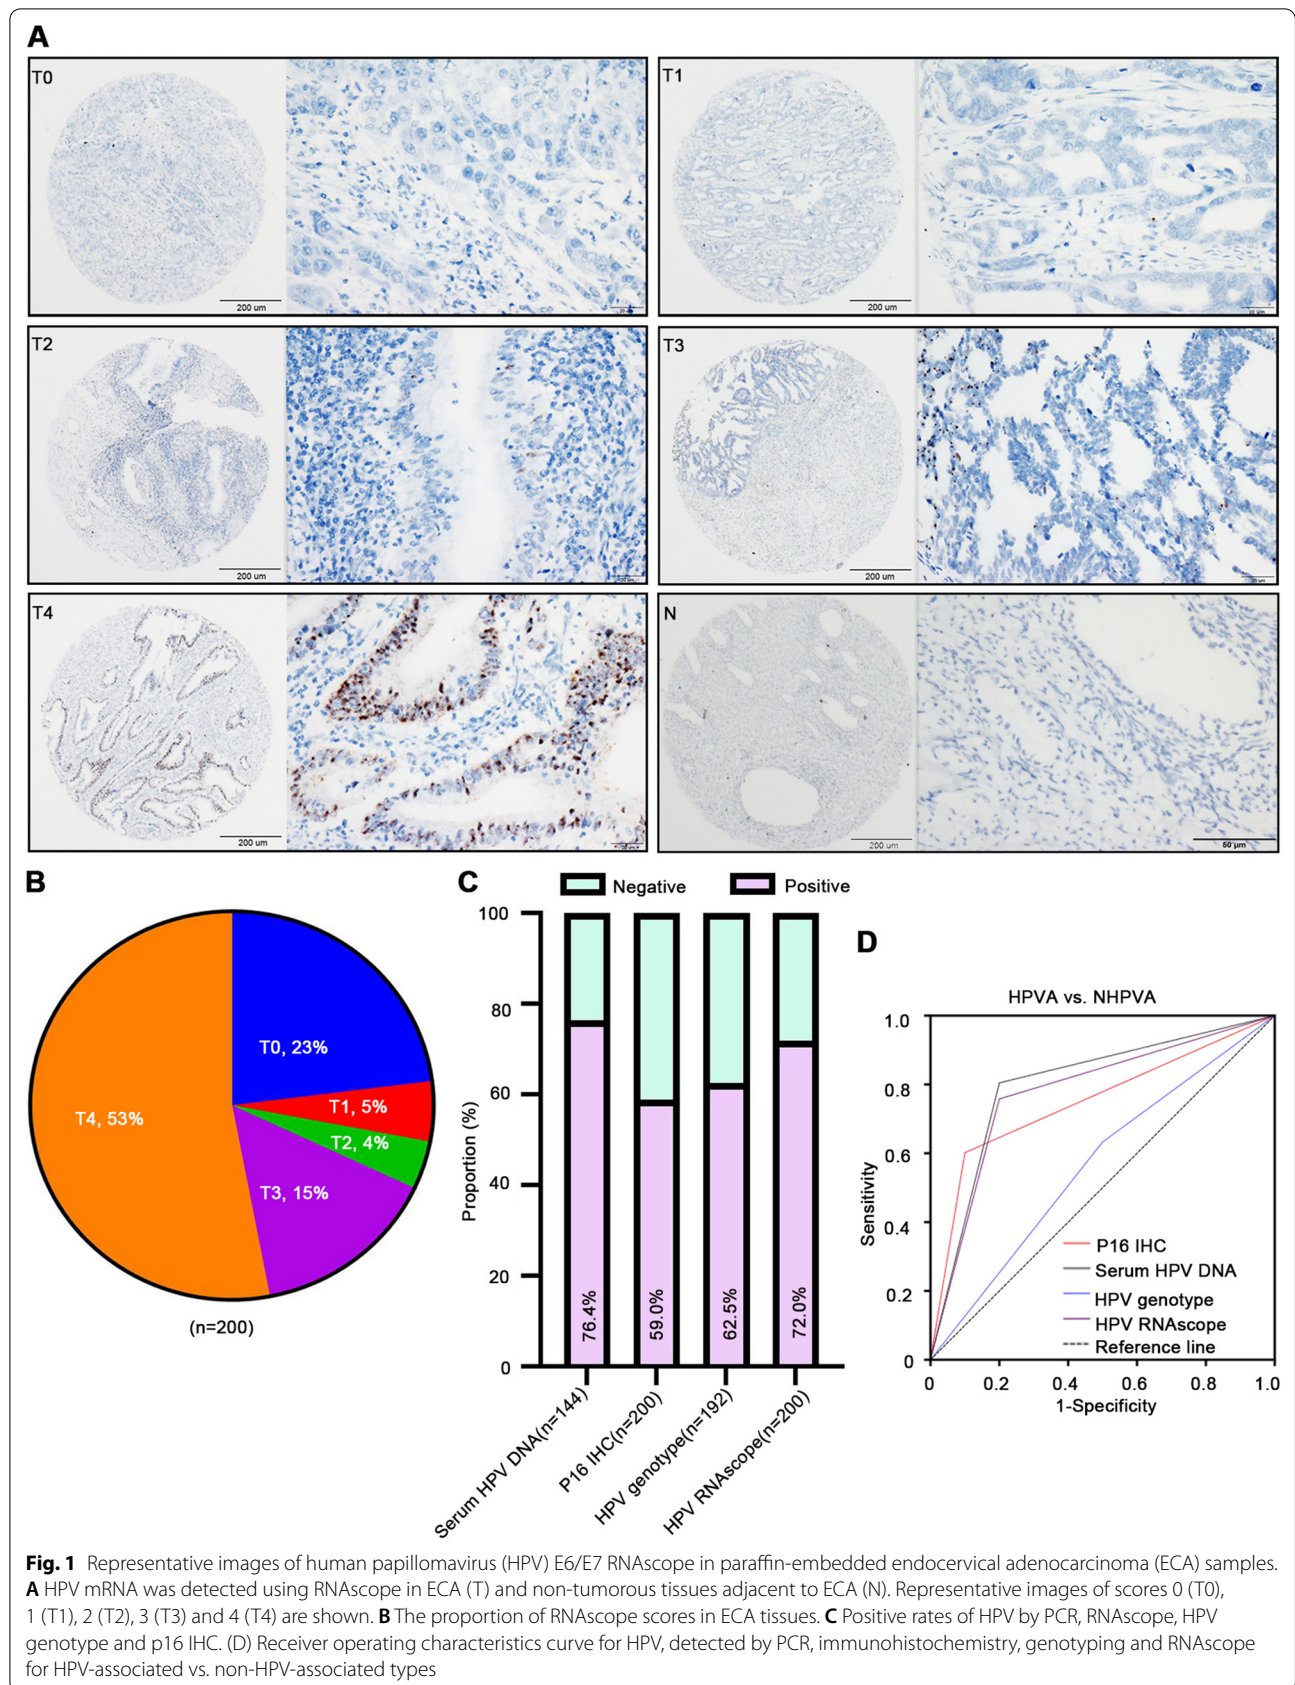 A
T0
200 um
20 um
T1
200 um
20 um
T2
200 um
20 um
T3
200 um
20 um
T4
200 um
N
200 um
50 μm
B
T0, 23%
T1, 5%
T2, 4%
T3, 15%
T4, 53%
(n=200)
C
Negative
Positive
100
80
60
40
20
0
Proportion (%)
76.4%
59.0%
62.5%
72.0%
Serum HPV DNA(n=144)
P16 IHC(n=200)
HPV genotype(n=192)
HPV RNAscope(n=200)
D
HPVA vs. NHPVA
1.0
0.8
0.6
0.4
0.2
0
Sensitivity
P16 IHC
Serum HPV DNA
HPV genotype
HPV RNAscope
Reference line
0 0.2 0.4 0.6 0.8 1.0
1-Specificity
Fig. 1 Representative images of human papillomavirus (HPV) E6/E7 RNAscope in paraffin-embedded endocervical adenocarcinoma (ECA) samples.
A HPV mRNA was detected using RNAscope in ECA (T) and non-tumorous tissues adjacent to ECA (N). Representative images of scores 0 (T0),
1 (T1), 2 (T2), 3 (T3) and 4 (T4) are shown. B The proportion of RNAscope scores in ECA tissues. C Positive rates of HPV by PCR, RNAscope, HPV
genotype and p16 IHC. (D) Receiver operating characteristics curve for HPV, detected by PCR, immunohistochemistry, genotyping and RNAscope
for HPV-associated vs. non-HPV-associated types